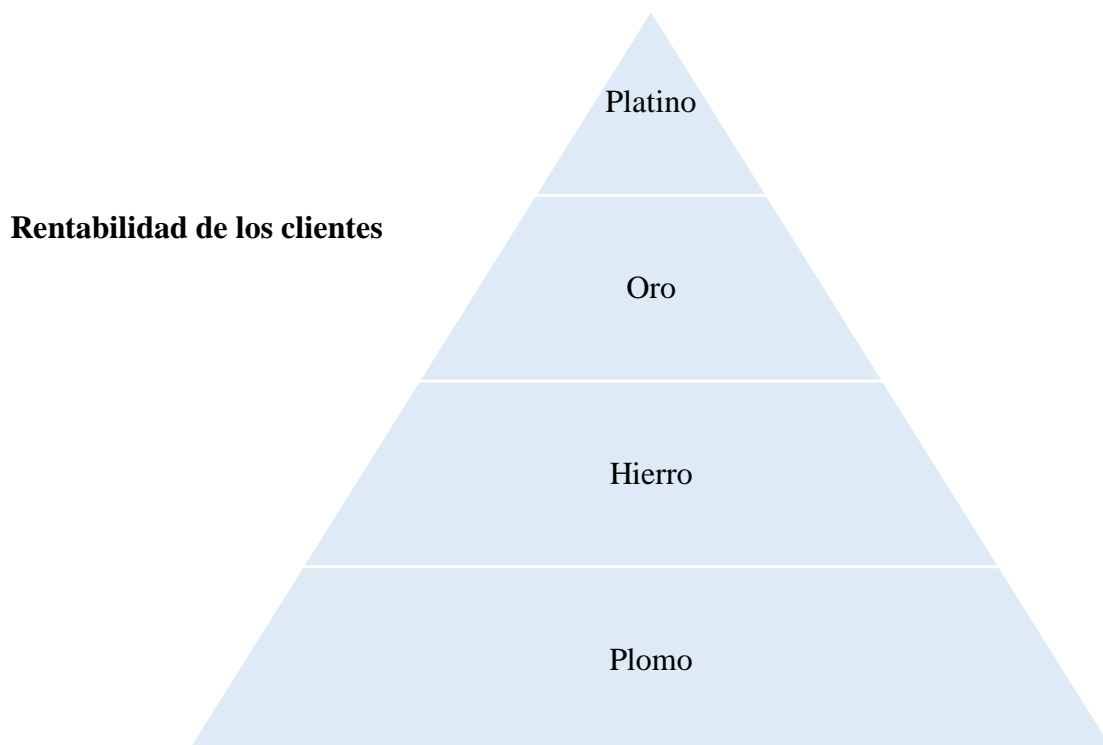 Platino
Rentabilidad de los clientes
Oro
Hierro
Plomo